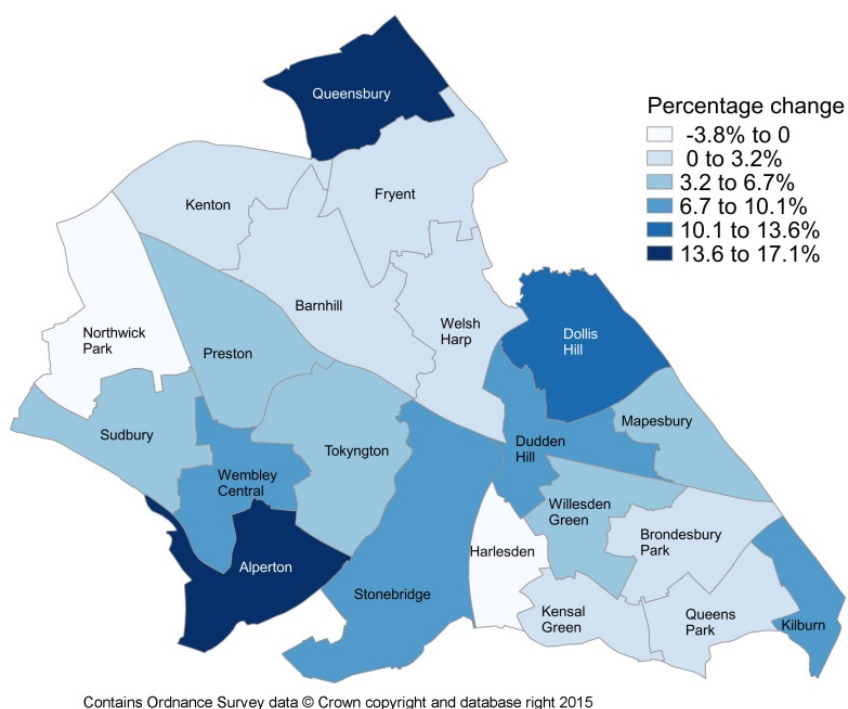 Queensbury
Percentage change
-3.8% to 0
0 to 3.2%
3.2 to 6.7%
6.7 to 10.1%
10.1 to 13.6%
13.6 to 17.1%
Fryent
Kenton
Barnhill
Welsh
Harp
Dollis
Hill
Northwick
Park
Preston
Sudbury
Mapesbury
Tokyngton
Dudden
Hill
Wembley
Central
Willesden
Green
Brondesbury
Park
Harlesden
Alperton
Stonebridge
Kensal
Green
Queens
Park
Kilburn
Contains Ordnance Survey data © Crown copyright and database right 2015